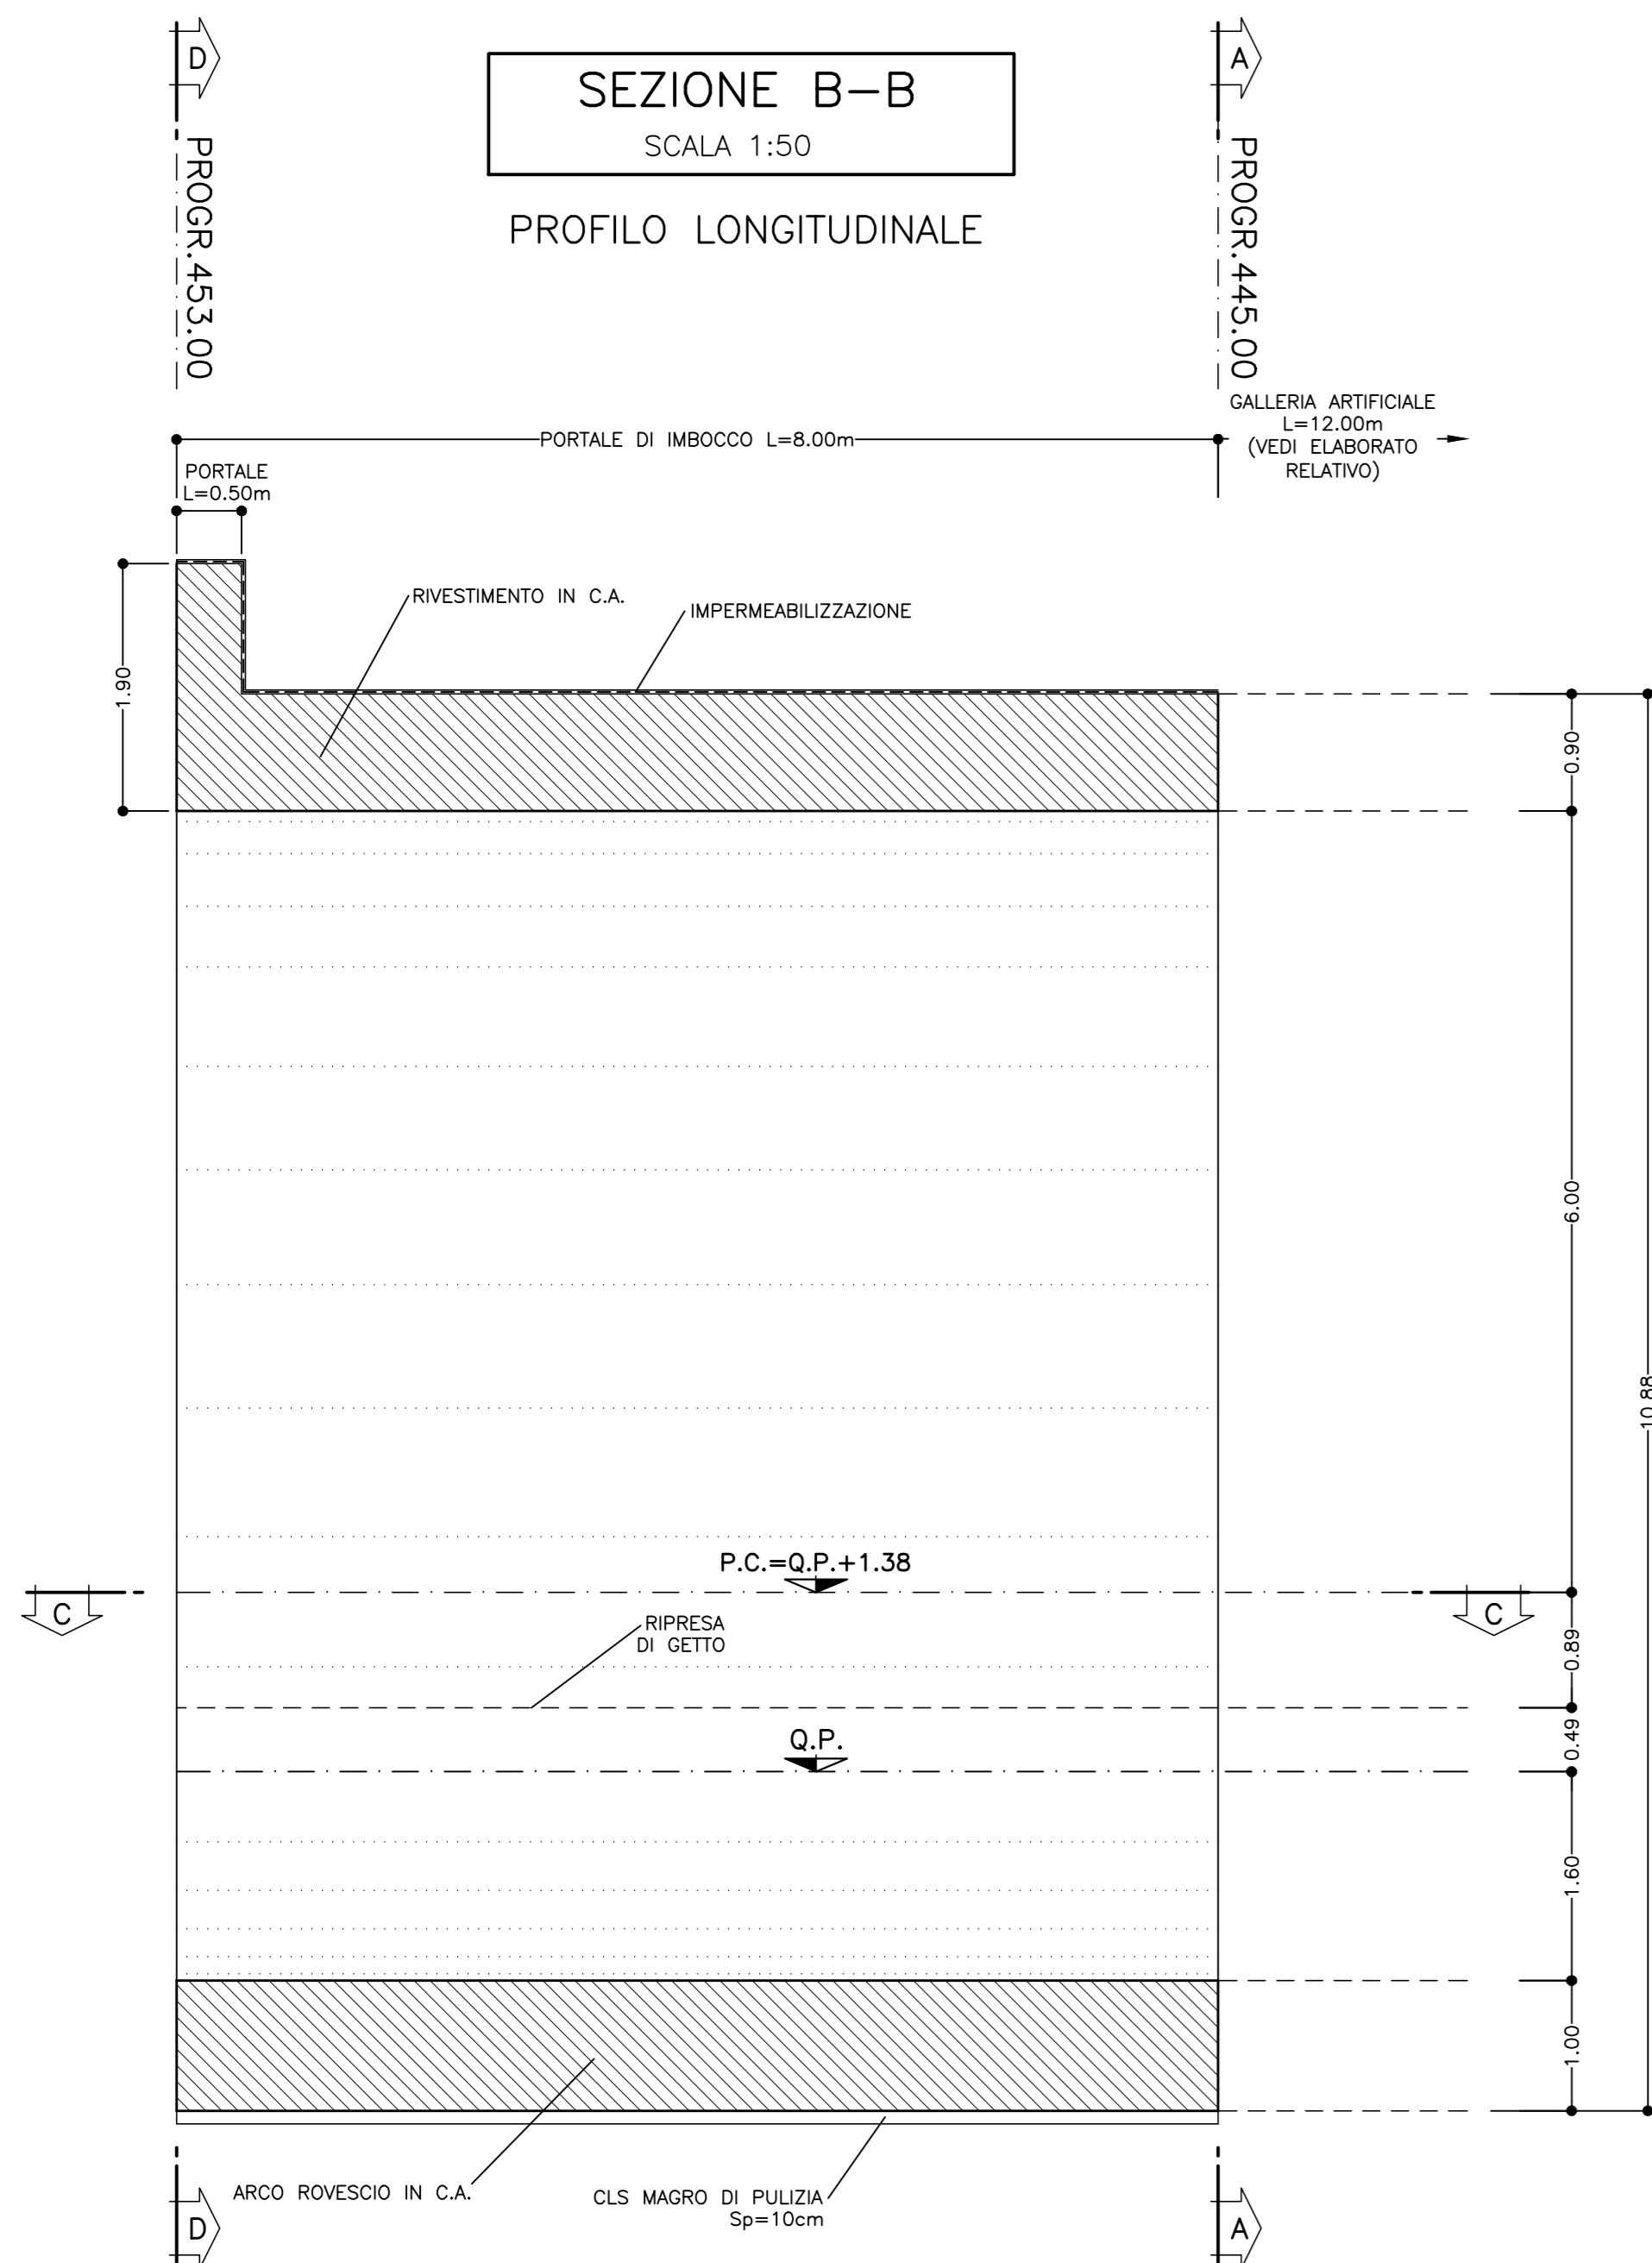 D
A
SEZIONE B-B
SCALA 1:50
PROFILO LONGITUDINALE
PROGR.453.00
PROGR.445.00
GALLERIA ARTIFICIALE
L=12.00m
(VEDI ELABORATO
RELATIVO)
PORTALE DI IMBOCCO L=8.00m
PORTALE
L=0.50m
RIVESTIMENTO IN C.A.
IMPERMEABILIZZAZIONE
1.90
0.90
6.00
10.88
P.C.=Q.P.+1.38
C
C
RIPRESA
DI GETTO
0.89
Q.P.
0.49
1.60
1.00
ARCO ROVESCIO IN C.A.
CLS MAGRO DI PULIZIA
Sp=10cm
D
A